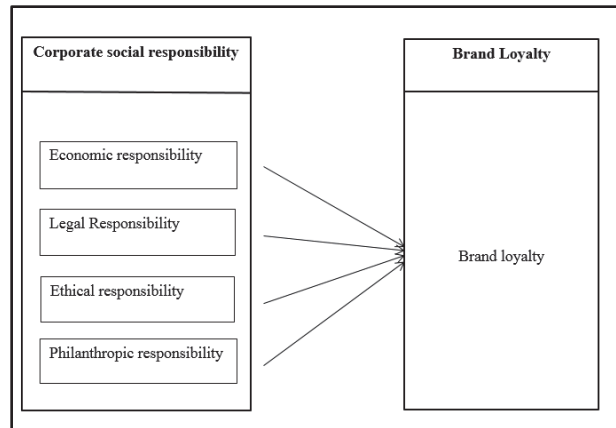 Corporate social responsibility
Economic responsibility
Legal Responsibility
Ethical responsibility
Philanthropic responsibility
Brand Loyalty
Brand loyalty